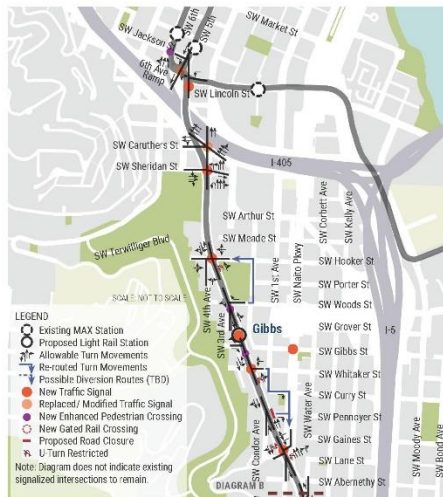 SW 6th
SW 5th
SW Market St
SW Jackson St
6th Ave
Ramp
SW Lincoln St
SW Caruthers St
SW Sheridan St
I-405
SW Corbett Ave
SW Kelly Ave
SW Arthur St
SW Meade St
SW Terwilliger Blvd
SW Hooker St
SW Porter St
SW 1st Ave
SW Naito Pkwy
SW Woods St
SCALE: NOT TO SCALE
SW 4th Ave
SW 3rd Ave
I-5
SW Grover St
Gibbs
SW Gibbs St
SW Whitaker St
SW Curry St
SW Water Ave
SW Pennoyer St
SW Condor Ave
SW Gaines St
SW Moody Ave
SW Bond Ave
SW Lane St
SW Abernethy St
DIAGRAM B
LEGEND
Existing MAX Station
Proposed Light Rail Station
Allowable Turn Movements
Re-routed Turn Movements
Possible Diversion Routes (TBD)
New Traffic Signal
Replaced / Modified Traffic Signal
New Enhanced Pedestrian Crossing
New Gated Rail Crossing
Proposed Road Closure
U-Turn Restricted
Note: Diagram does not indicate existing
signalized intersections to remain.